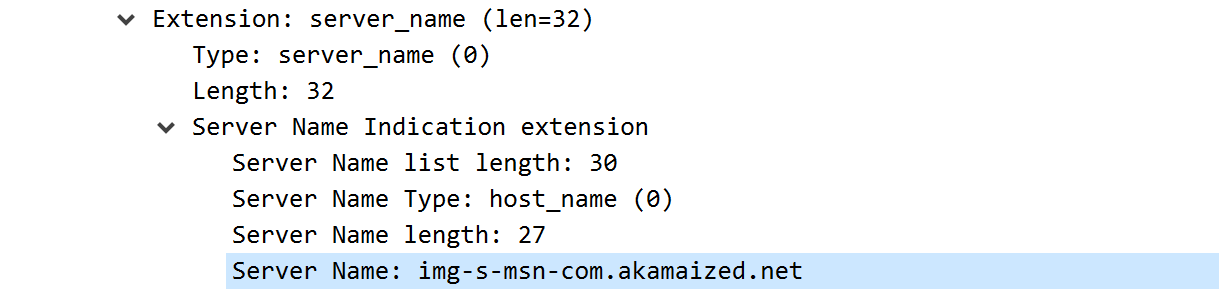 Extension: server_name (len=32)
Type: server_name (0)
Length: 32
Server Name Indication extension
Server Name list length: 30
Server Name Type: host_name (0)
Server Name length: 27
Server Name: img-s-msn-com.akamaized.net